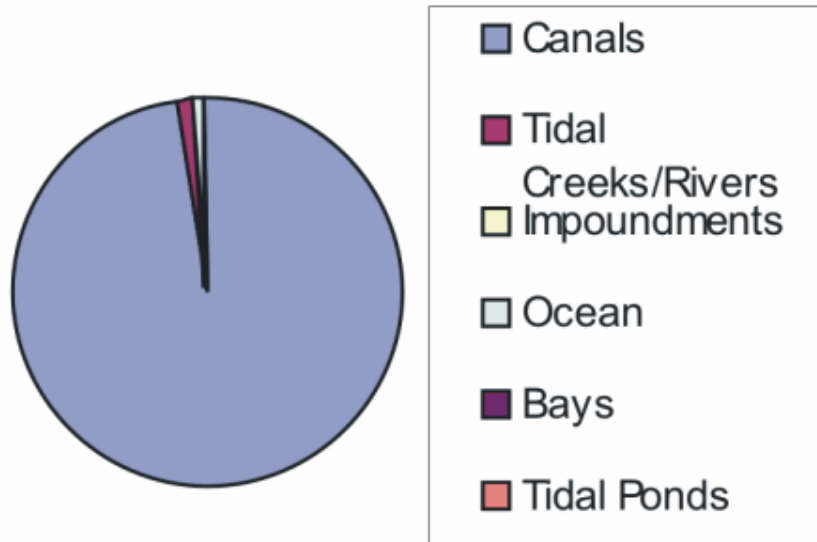 Canals
Tidal
Creeks/Rivers
Impoundments
Ocean
Bays
Tidal Ponds